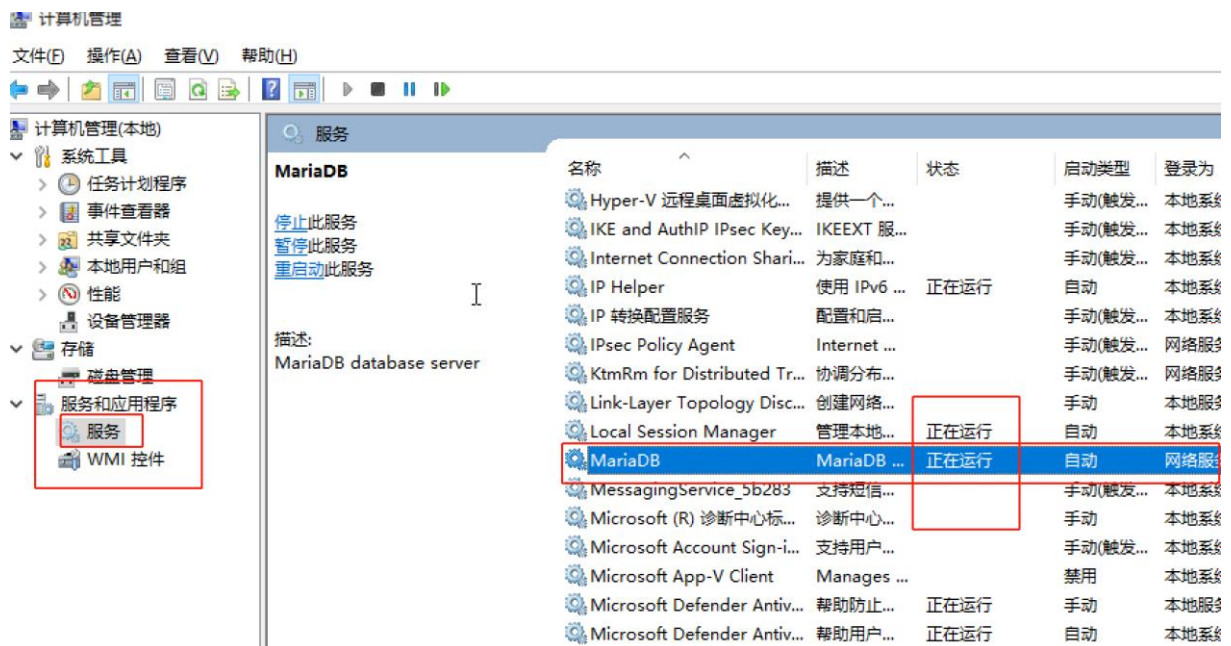 计算机管理
文件(F) 操作(A) 查看(V) 帮助(H)
计算机管理(本地)
系统工具
任务计划程序
事件查看器
共享文件夹
本地用户和组
性能
设备管理器
存储
磁盘管理
服务和应用程序
服务
WMI 控件
服务
MariaDB
停止此服务
暂停此服务
重启动此服务
描述:
MariaDB database server
名称 描述 状态 启动类型 登录为
Hyper-V 远程桌面虚拟化... 提供一个... 手动(触发... 本地系统
IKE and AuthIP IPsec Key... IKEEXT 服... 手动(触发... 本地系统
Internet Connection Shari... 为家庭和... 手动(触发... 本地系统
IP Helper 使用 IPv6 ... 正在运行 自动 本地系统
IP 转换配置服务 配置和启... 手动(触发... 本地系统
IPsec Policy Agent Internet ... 手动(触发... 网络服务
KtmRm for Distributed Tr... 协调分布... 手动(触发... 网络服务
Link-Layer Topology Disc... 创建网络... 手动 本地服务
Local Session Manager 管理本地... 正在运行 自动 本地系统
MariaDB MariaDB ... 正在运行 自动 网络服务
MessagingService_5b283 支持短信... 手动(触发... 本地系统
Microsoft (R) 诊断中心标... 诊断中心... 手动 本地系统
Microsoft Account Sign-i... 支持用户... 手动(触发... 本地系统
Microsoft App-V Client Manages ... 禁用 本地系统
Microsoft Defender Antiv... 帮助防止... 正在运行 手动 本地服务
Microsoft Defender Antiv... 帮助用户... 正在运行 自动 本地系统